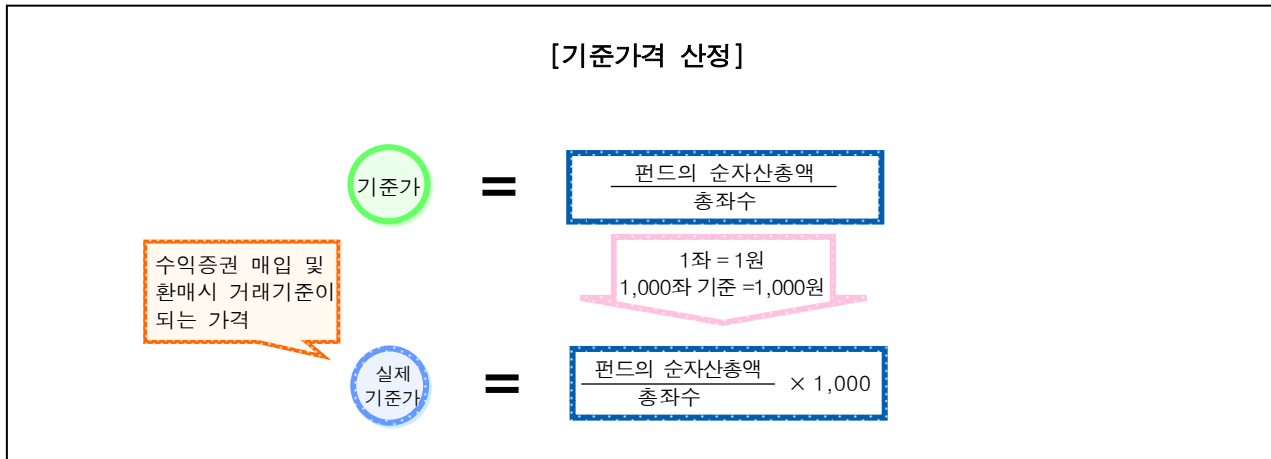 [기준가격 산정]
기준가
=
펀드의 순자산총액
총좌수
1좌 = 1원
1,000좌 기준 =1,000원
수익증권 매입 및
환매시 거래기준이
되는 가격
실제
기준가
=
펀드의 순자산총액
총좌수
× 1,000